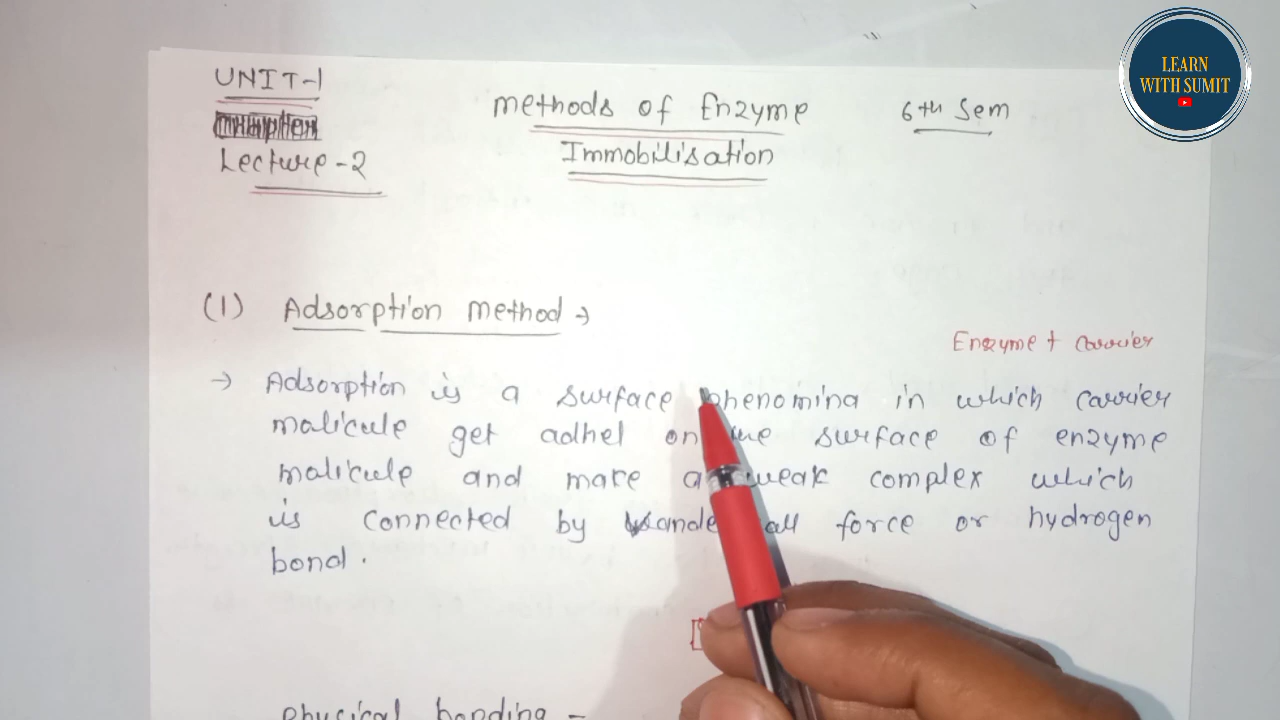 LEARN
WITH SUMIT
UNIT-1
methods of Enzyme
6th Sem
Immobilisation
Lecture-2
(1) Adsorption method →
Enzyme + carrier
→ Adsorption is a surface phenomina in which carrier
malicule get adhel on surface of enzyme
malicule and make a weak complex which
is connected by force or hydrogen
bond.
Physical bonding -